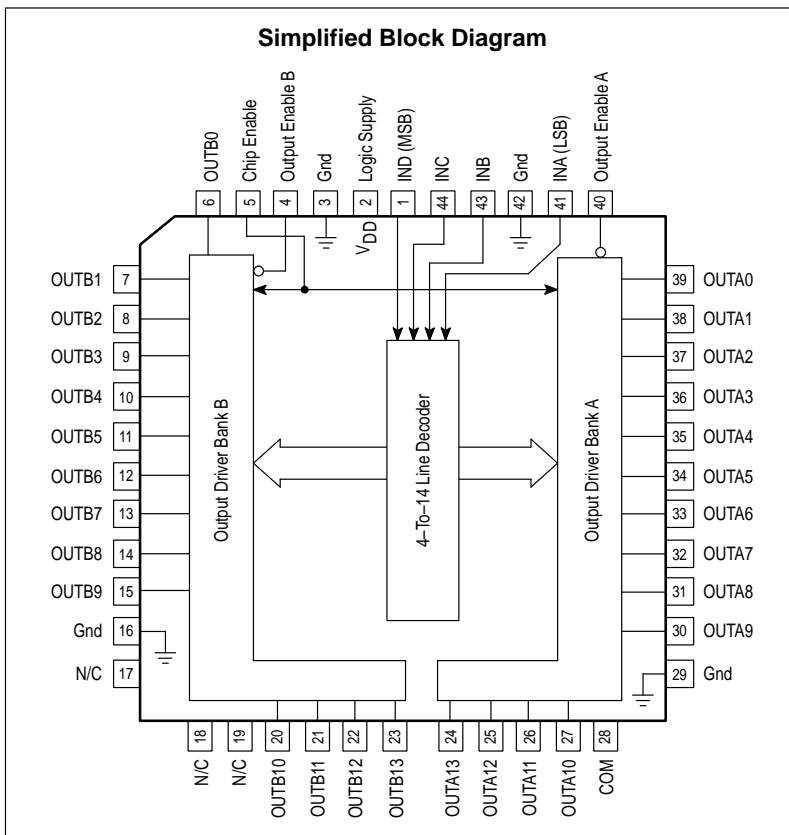 Simplified Block Diagram
OUTB0
Chip Enable
Output Enable B
Gnd
Logic Supply
IND (MSB)
INC
INB
Gnd
INA (LSB)
Output Enable A
6
5
4
3
2
1
44
43
42
41
40
VDD
OUTB1 7
OUTB2 8
OUTB3 9
OUTB4 10
OUTB5 11
OUTB6 12
OUTB7 13
OUTB8 14
OUTB9 15
Gnd 16
N/C 17
Output Driver Bank B
4–To–14 Line Decoder
Output Driver Bank A
39 OUTA0
38 OUTA1
37 OUTA2
36 OUTA3
35 OUTA4
34 OUTA5
33 OUTA6
32 OUTA7
31 OUTA8
30 OUTA9
29 Gnd
18
19
20
21
22
23
24
25
26
27
28
N/C
N/C
OUTB10
OUTB11
OUTB12
OUTB13
OUTA13
OUTA12
OUTA11
OUTA10
COM